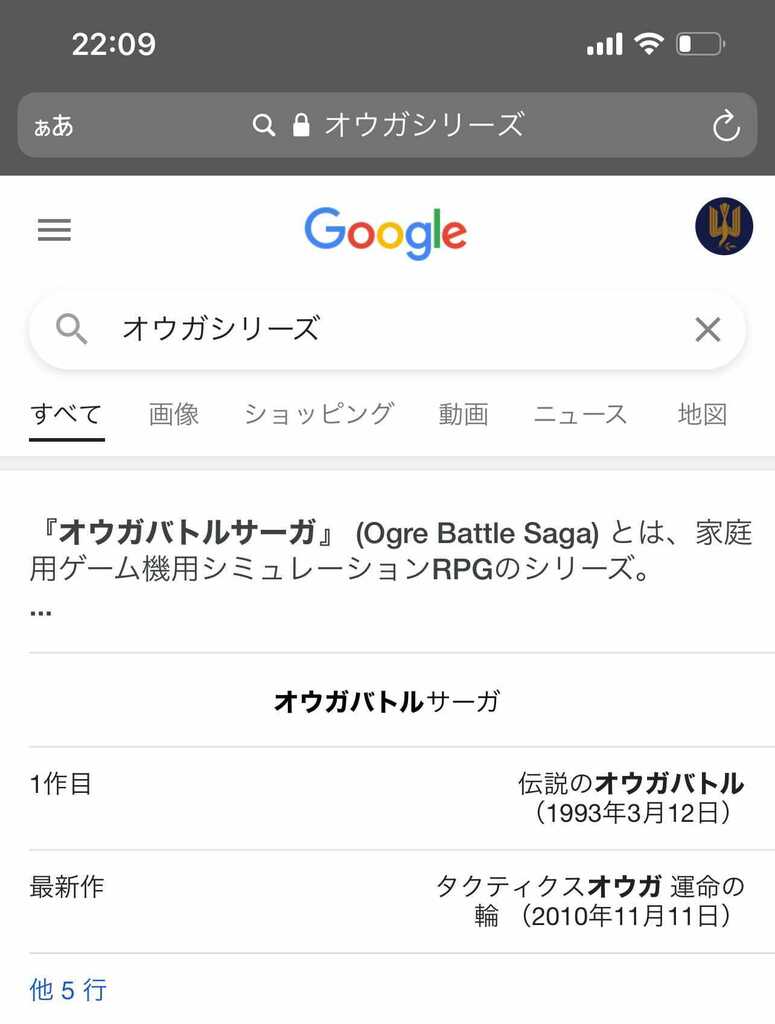 22:09
ぁあ オウガシリーズ
Google
オウガシリーズ
すべて 画像 ショッピング 動画 ニュース 地図
『オウガバトルサーガ』 (Ogre Battle Saga) とは、家庭
用ゲーム機用シミュレーションRPGのシリーズ。
...
オウガバトルサーガ
1作目 伝説のオウガバトル
（1993年3月12日）
最新作 タクティクスオウガ 運命の
輪 （2010年11月11日）
他 5 行